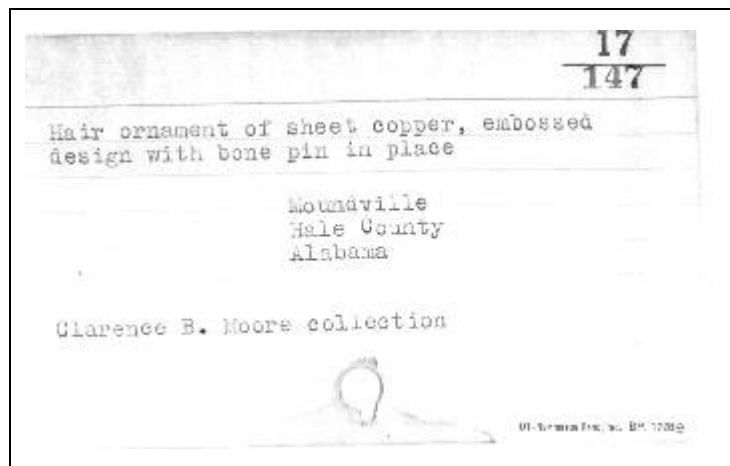 17
147
Hair ornament of sheet copper, embossed
design with bone pin in place
Moundville
Hale County
Alabama
Clarence B. Moore collection